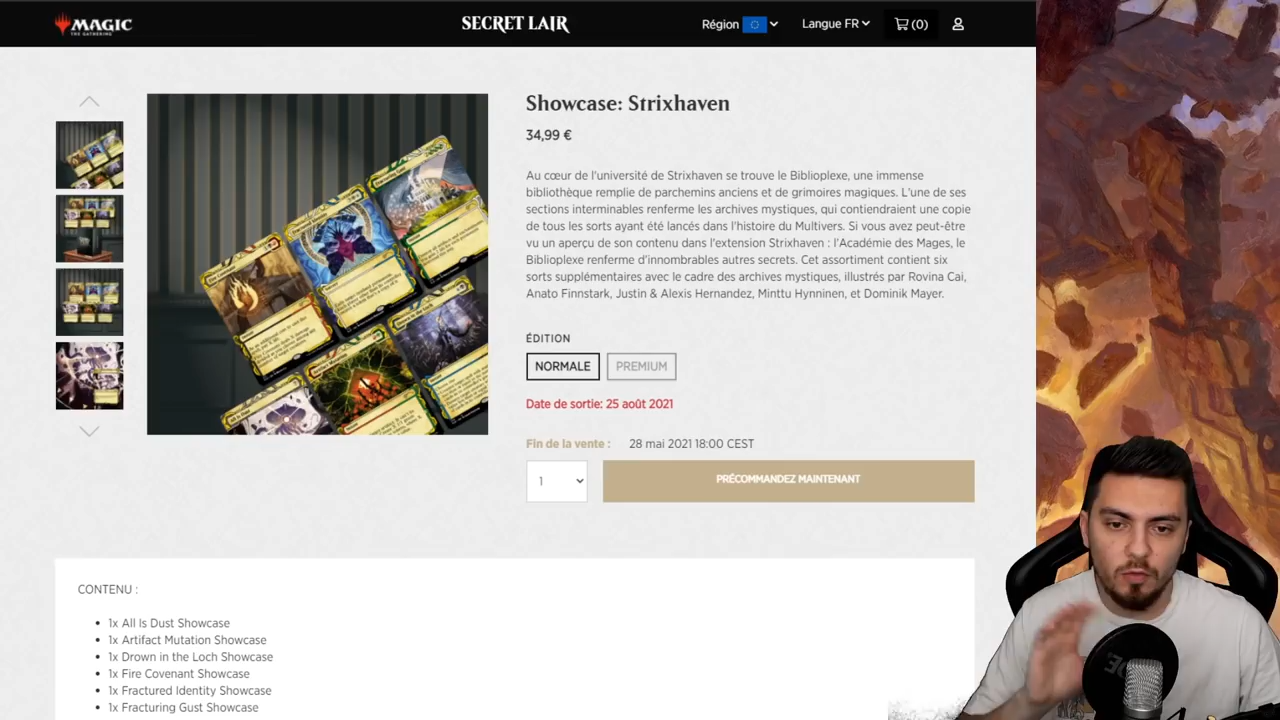 MAGIC
THE GATHERING
SECRET LAIR
Région
Langue FR
(0)
Showcase: Strixhaven
34,99 €
Au cœur de l'université de Strixhaven se trouve le Biblioplexe, une immense
bibliothèque remplie de parchemins anciens et de grimoires magiques. L'une de ses
sections interminables renferme les archives mystiques, qui contiendraient une copie
de tous les sorts ayant été lancés dans l'histoire du Multivers. Si vous avez peut-être
vu un aperçu de son contenu dans l'extension Strixhaven : l'Académie des Mages, le
Biblioplexe renferme d'innombrables autres secrets. Cet assortiment contient six
sorts supplémentaires avec le cadre des archives mystiques, illustrés par Rovina Cai,
Anato Finnstark, Justin & Alexis Hernandez, Minttu Hynninen, et Dominik Mayer.
ÉDITION
NORMALE
PREMIUM
Date de sortie: 25 août 2021
Fin de la vente :
28 mai 2021 18:00 CEST
1
PRÉCOMMANDEZ MAINTENANT
CONTENU :
1x All Is Dust Showcase
1x Artifact Mutation Showcase
1x Drown in the Loch Showcase
1x Fire Covenant Showcase
1x Fractured Identity Showcase
1x Fracturing Gust Showcase